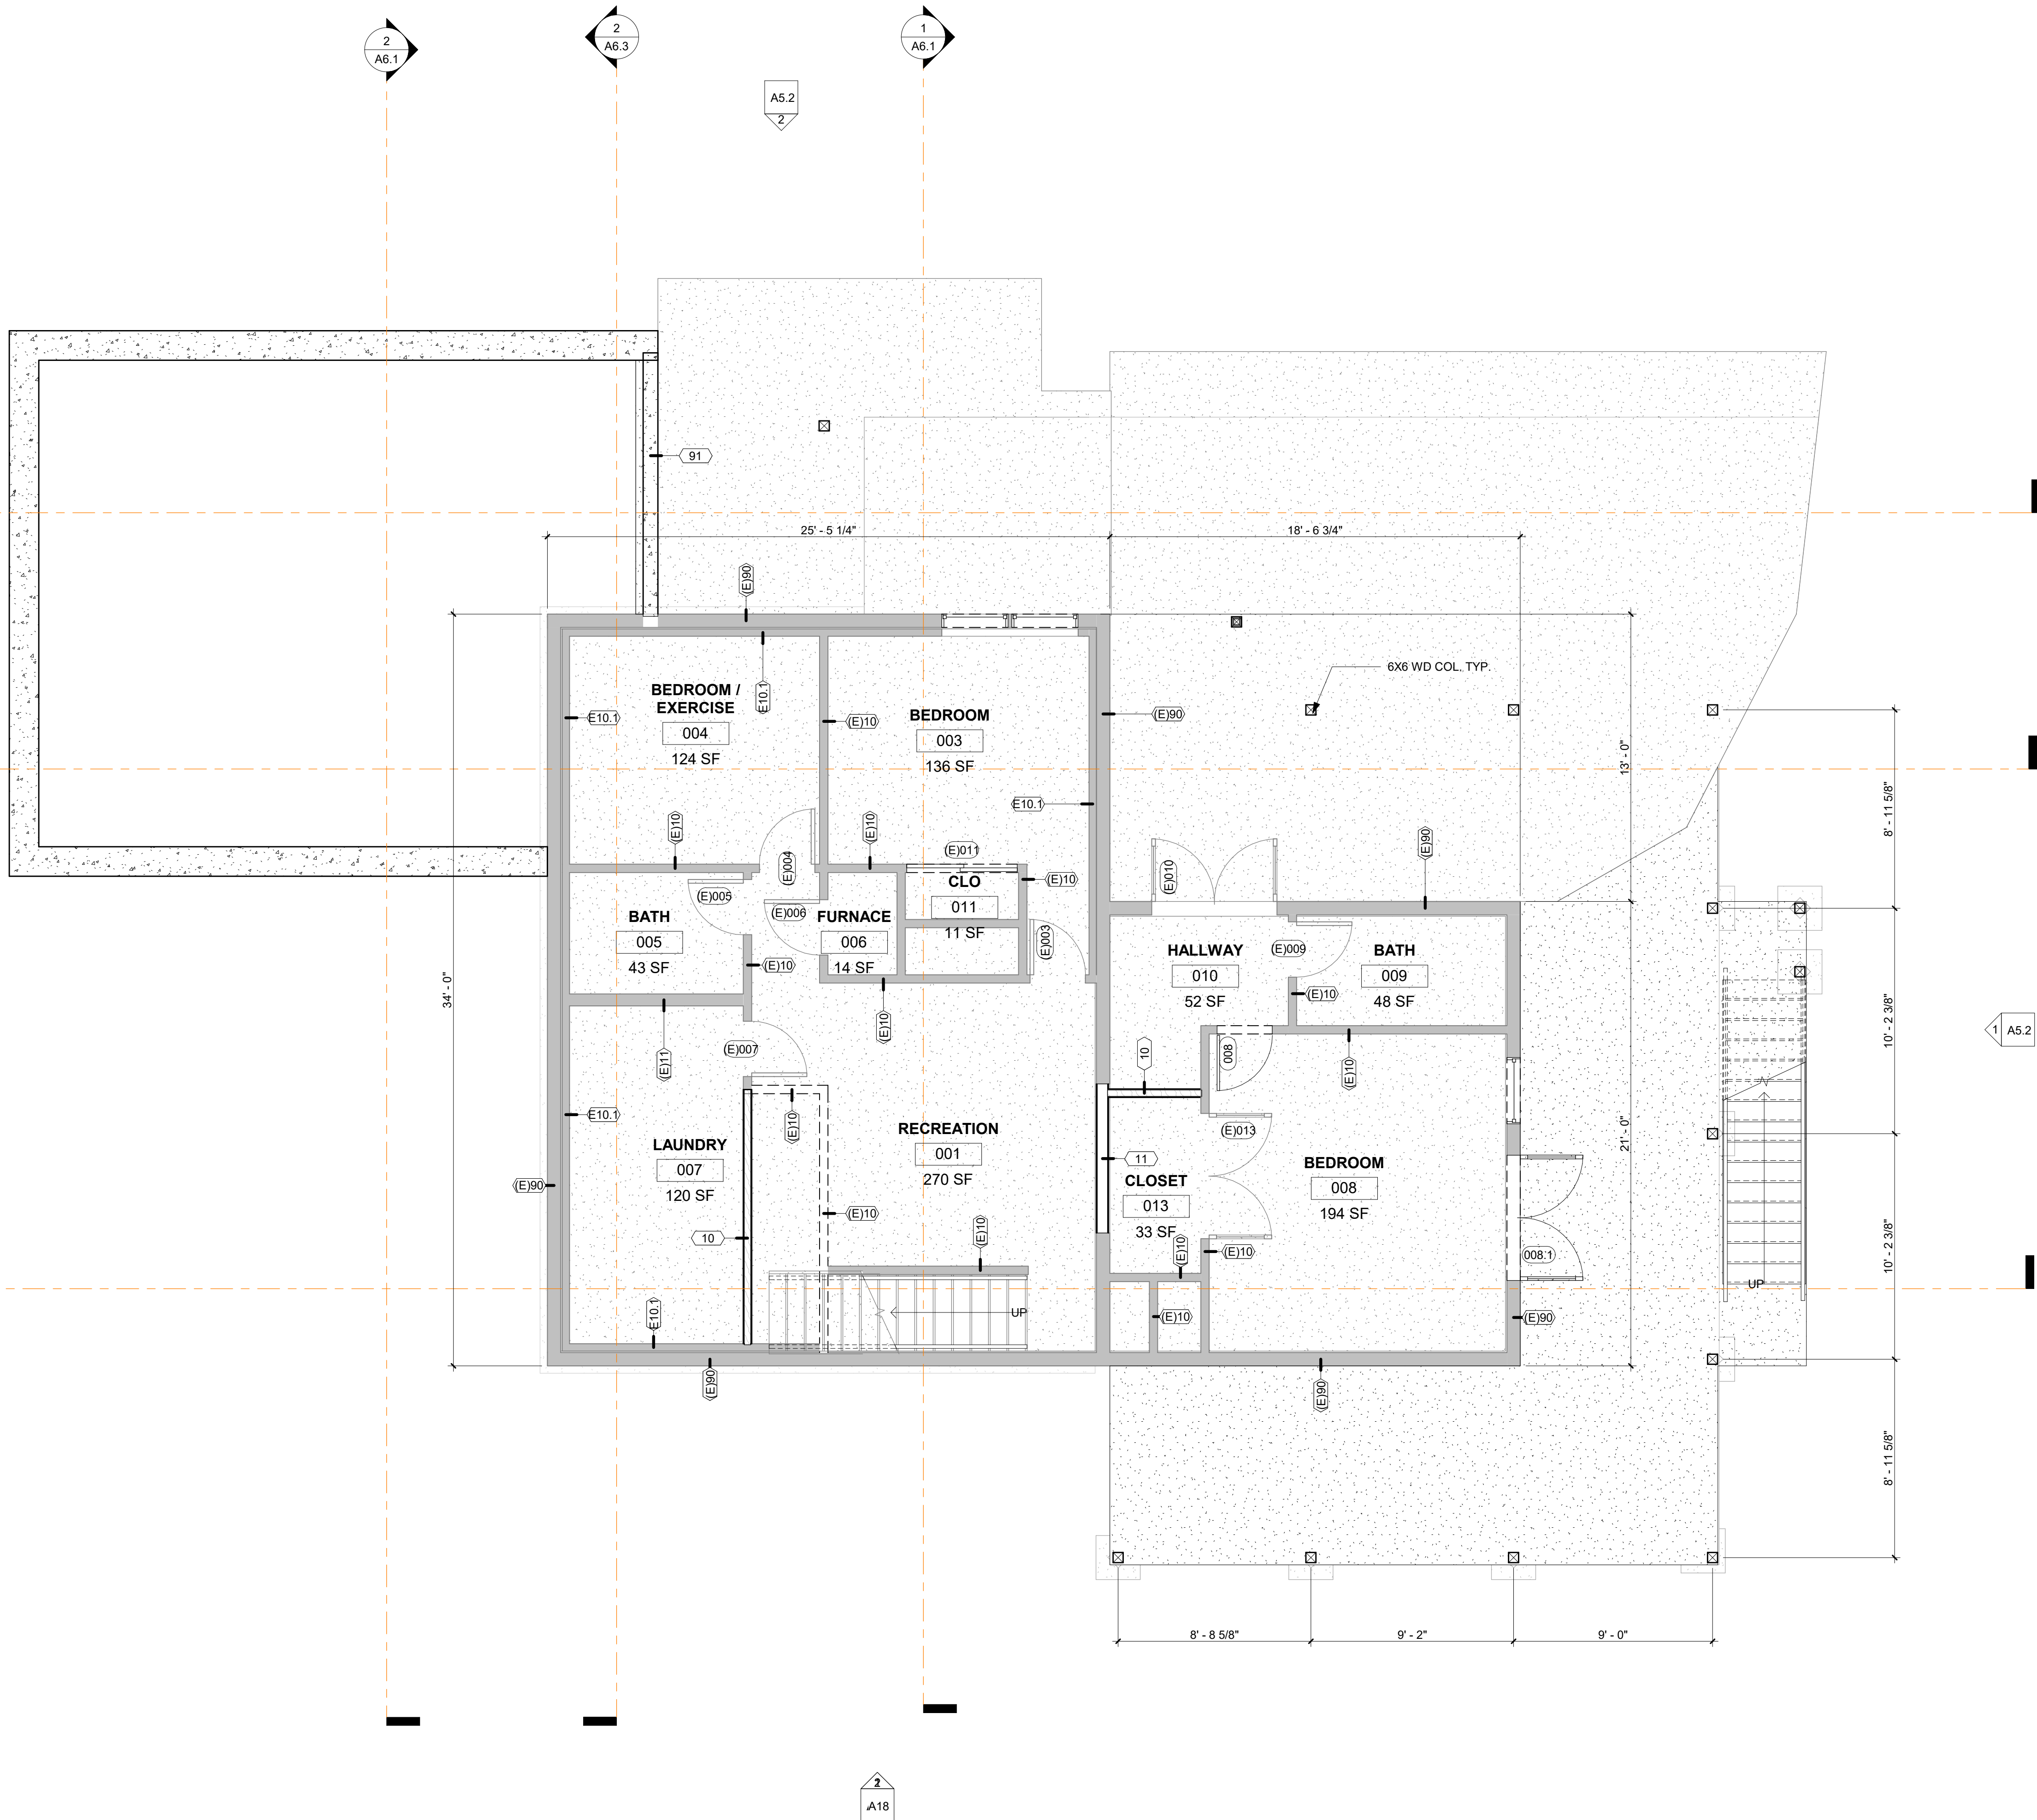 2
A6.1
2
A6.3
1
A6.1
A5.2
2
91
25' - 5 1/4"
18' - 6 3/4"
(E)90
6X6 WD COL. TYP.
BEDROOM /
EXERCISE
004
124 SF
E10.1
E10.1
(E)10
BEDROOM
003
136 SF
(E)90
13' - 0"
8' - 11 5/8"
E10.1
(E)10
(E)10
(E)004
(E)011
(E)90
(E)010
CLO
011
11 SF
(E)10
(E)005
(E)006
BATH
005
43 SF
FURNACE
006
14 SF
(E)003
(E)10
HALLWAY
010
52 SF
(E)009
BATH
009
48 SF
(E)10
34' - 0"
10' - 2 3/8"
1
A5.2
(E)10
(E)11
(E)007
10
008
(E)10
E10.1
(E)10
RECREATION
001
270 SF
(E)013
21' - 0"
LAUNDRY
007
120 SF
11
CLOSET
013
33 SF
BEDROOM
008
194 SF
(E)90
(E)10
10
(E)10
(E)10
(E)10
008.1
10' - 2 3/8"
UP
UP
E10.1
(E)10
(E)90
(E)90
(E)90
8' - 11 5/8"
8' - 8 5/8"
9' - 2"
9' - 0"
A18